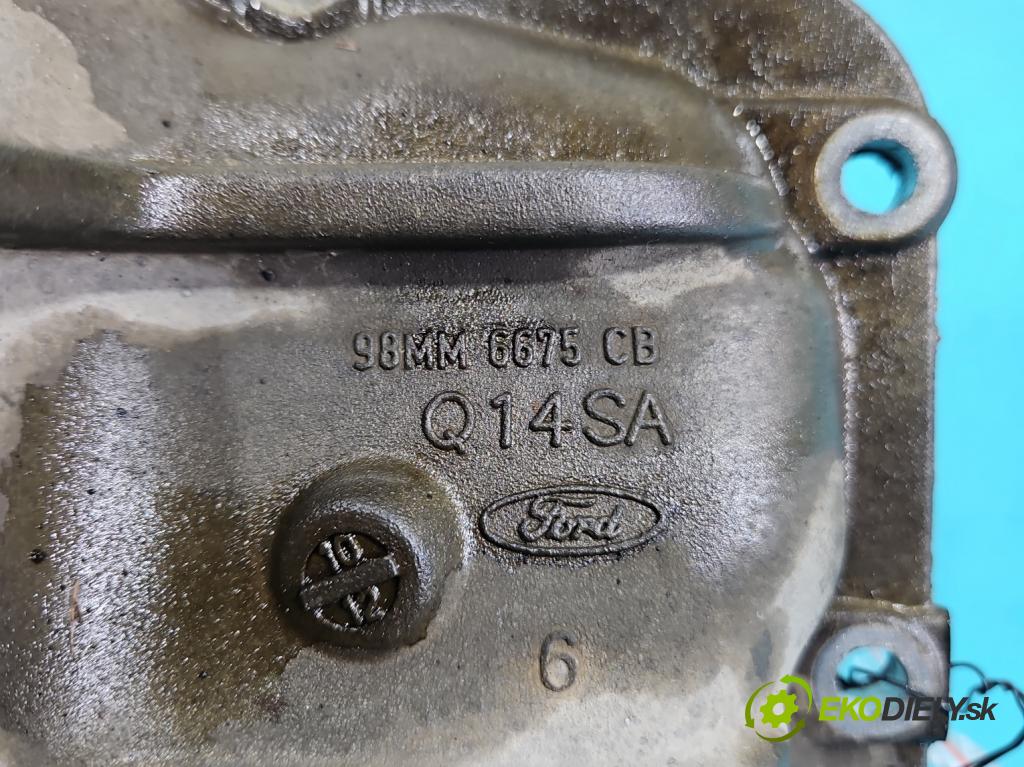 98MM 6675 CB
Q14SA
Ford
10
12
6
EKODIELY.sk